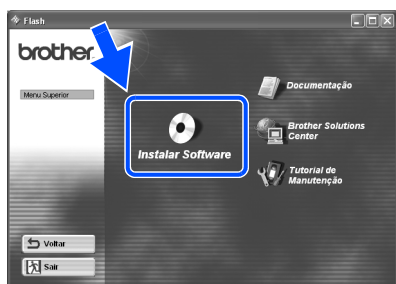 Flash
brother
Menu Superior
Documentação
Instalar Software
Brother Solutions
Center
Tutorial de
Manutenção
Voltar
Sair